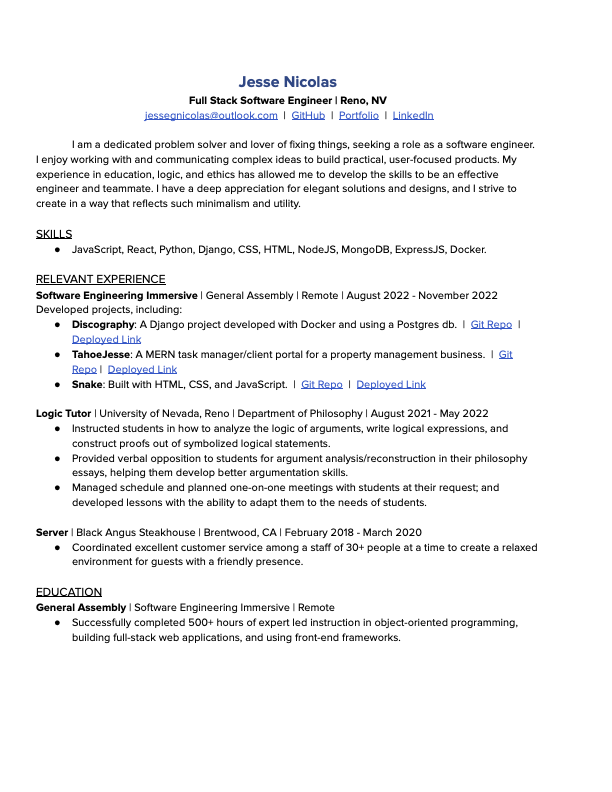 Jesse Nicolas
Full Stack Software Engineer | Reno, NV
jessegnicolas@outlook.com | GitHub | Portfolio | LinkedIn
I am a dedicated problem solver and lover of fixing things, seeking a role as a software engineer.
I enjoy working with and communicating complex ideas to build practical, user-focused products. My
experience in education, logic, and ethics has allowed me to develop the skills to be an effective
engineer and teammate. I have a deep appreciation for elegant solutions and designs, and I strive to
create in a way that reflects such minimalism and utility.
SKILLS
● JavaScript, React, Python, Django, CSS, HTML, NodeJS, MongoDB, ExpressJS, Docker.
RELEVANT EXPERIENCE
Software Engineering Immersive | General Assembly | Remote | August 2022 - November 2022
Developed projects, including:
● Discography: A Django project developed with Docker and using a Postgres db. | Git Repo |
Deployed Link
● TahoeJesse: A MERN task manager/client portal for a property management business. | Git
Repo | Deployed Link
● Snake: Built with HTML, CSS, and JavaScript. | Git Repo | Deployed Link
Logic Tutor | University of Nevada, Reno | Department of Philosophy | August 2021 - May 2022
● Instructed students in how to analyze the logic of arguments, write logical expressions, and
construct proofs out of symbolized logical statements.
● Provided verbal opposition to students for argument analysis/reconstruction in their philosophy
essays, helping them develop better argumentation skills.
● Managed schedule and planned one-on-one meetings with students at their request; and
developed lessons with the ability to adapt them to the needs of students.
Server | Black Angus Steakhouse | Brentwood, CA | February 2018 - March 2020
● Coordinated excellent customer service among a staff of 30+ people at a time to create a relaxed
environment for guests with a friendly presence.
EDUCATION
General Assembly | Software Engineering Immersive | Remote
● Successfully completed 500+ hours of expert led instruction in object-oriented programming,
building full-stack web applications, and using front-end frameworks.